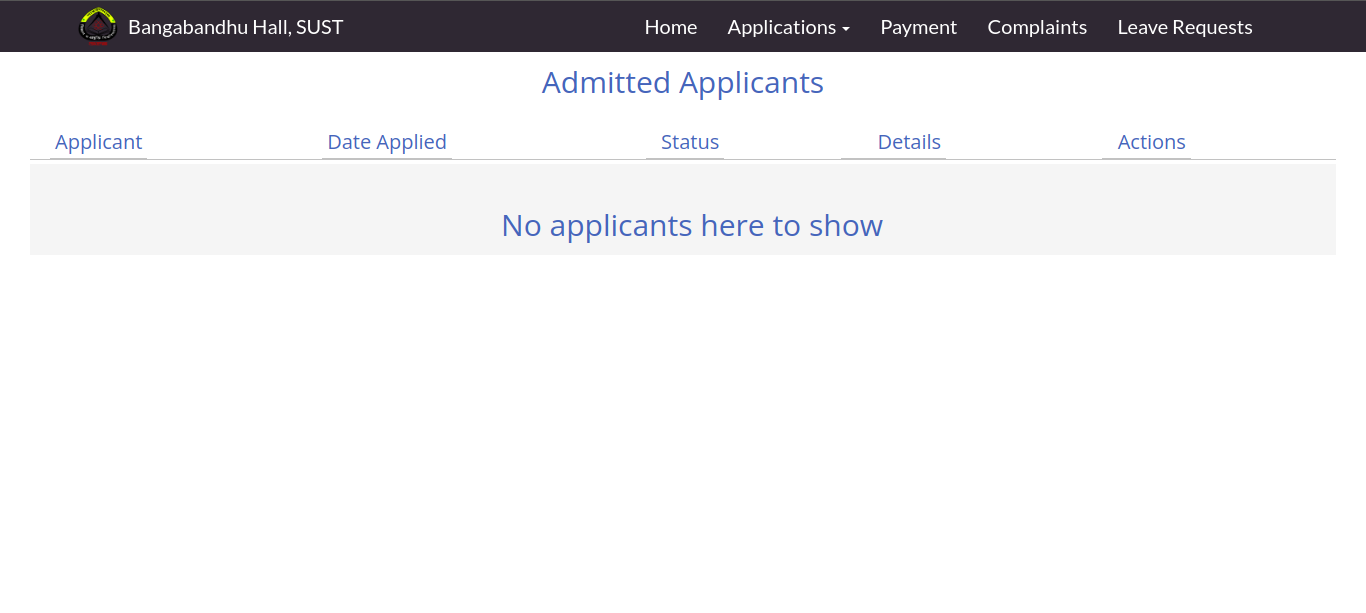 Bangabandhu Hall, SUST Home Applications Payment Complaints Leave Requests
Admitted Applicants
Applicant Date Applied Status Details Actions
No applicants here to show